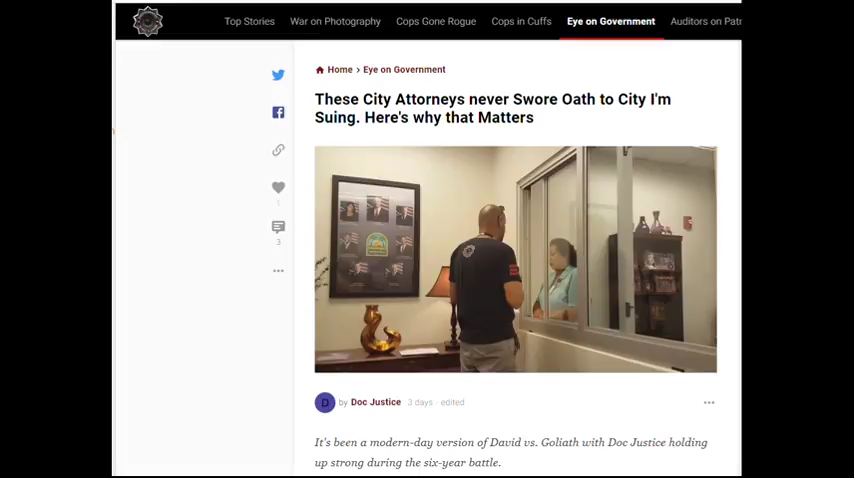 Top Stories War on Photography Cops Gone Rogue Cops in Cuffs Eye on Government Auditors on Patr
Home › Eye on Government
These City Attorneys never Swore Oath to City I'm
Suing. Here's why that Matters
1
3
by Doc Justice 3 days · edited
It's been a modern-day version of David vs. Goliath with Doc Justice holding
up strong during the six-year battle.